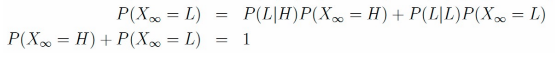 P(X∞ = L) = P(L|H)P(X∞ = H) + P(L|L)P(X∞ = L)
P(X∞ = H) + P(X∞ = L) = 1